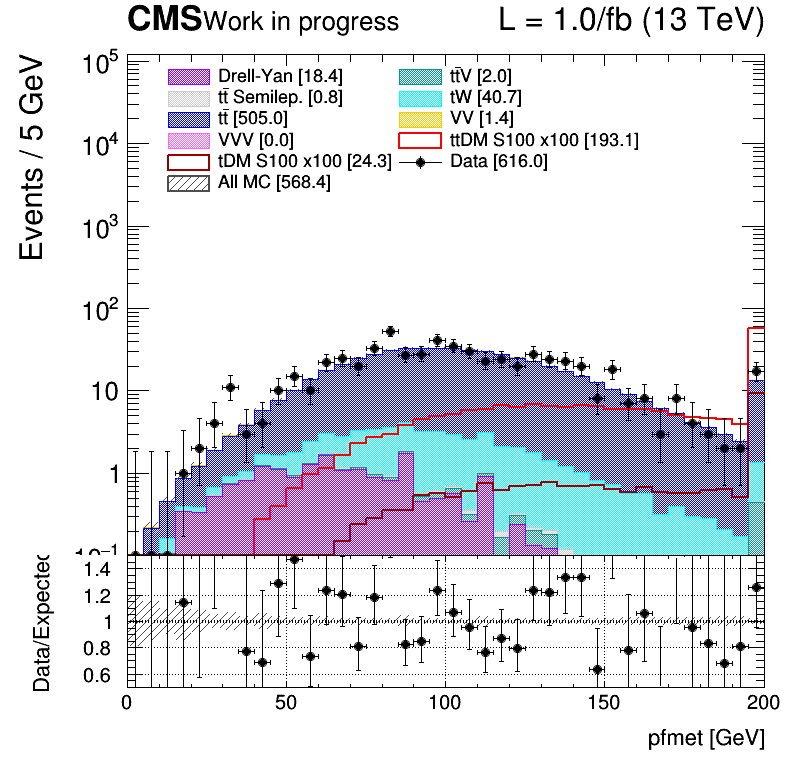 CMS Work in progress L = 1.0/fb (13 TeV)
Events / 5 GeV
10⁵
10⁴
10³
10²
10
1
10⁻¹
Drell-Yan [18.4]
tt̄V [2.0]
tt̄ Semilep. [0.8]
tW [40.7]
tt̄ [505.0]
VV [1.4]
VVV [0.0]
ttDM S100 x100 [193.1]
tDM S100 x100 [24.3]
Data [616.0]
All MC [568.4]
Data/Expected
1.4
1.2
1
0.8
0.6
0 50 100 150 200
pfmet [GeV]